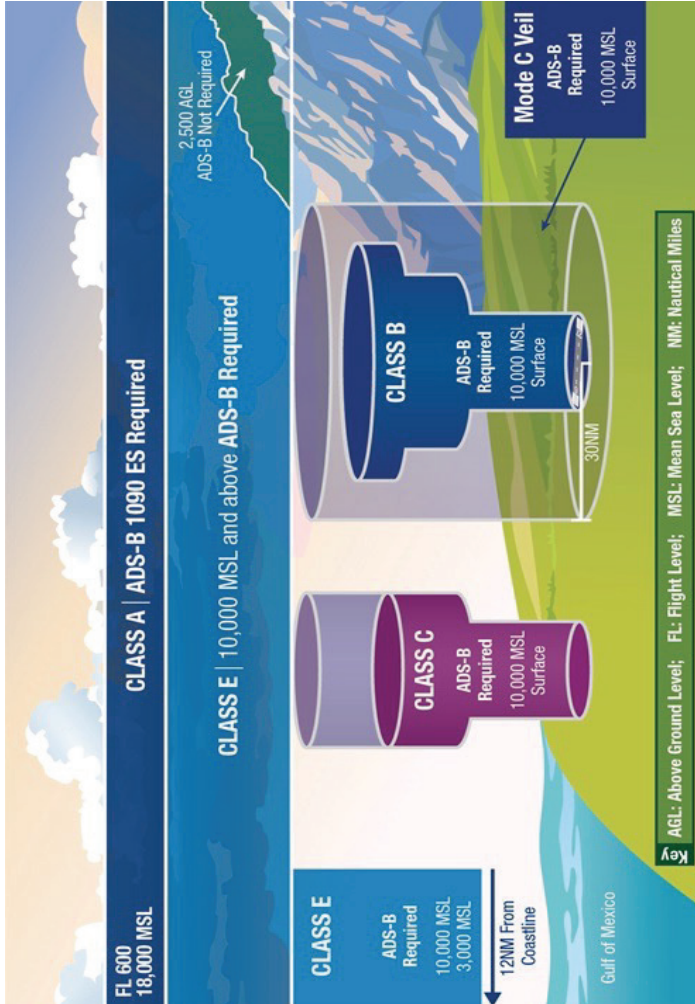 FL 600
18,000 MSL
CLASS A | ADS-B 1090 ES Required
CLASS E | 10,000 MSL and above ADS-B Required
2,500 AGL
ADS-B Not Required
CLASS E
ADS-B
Required
10,000 MSL
3,000 MSL
12NM From
Coastline
Gulf of Mexico
CLASS C
ADS-B
Required
10,000 MSL
Surface
CLASS B
ADS-B
Required
10,000 MSL
Surface
30NM
Mode C Veil
ADS-B
Required
10,000 MSL
Surface
Key
AGL: Above Ground Level; FL: Flight Level; MSL: Mean Sea Level; NM: Nautical Miles